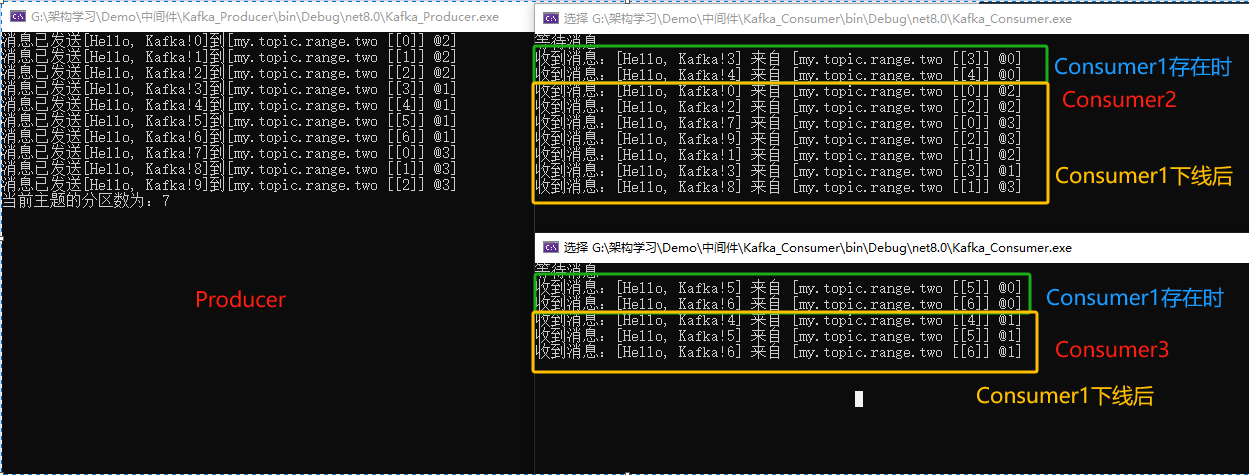 G:\架构学习\Demo\中间件\Kafka_Producer\bin\Debug\net8.0\Kafka_Producer.exe
消息已发送[Hello, Kafka!0]到[my.topic.range.two [[0]] @2]
消息已发送[Hello, Kafka!1]到[my.topic.range.two [[1]] @2]
消息已发送[Hello, Kafka!2]到[my.topic.range.two [[2]] @2]
消息已发送[Hello, Kafka!3]到[my.topic.range.two [[3]] @1]
消息已发送[Hello, Kafka!4]到[my.topic.range.two [[4]] @1]
消息已发送[Hello, Kafka!5]到[my.topic.range.two [[5]] @1]
消息已发送[Hello, Kafka!6]到[my.topic.range.two [[6]] @1]
消息已发送[Hello, Kafka!7]到[my.topic.range.two [[0]] @3]
消息已发送[Hello, Kafka!8]到[my.topic.range.two [[1]] @3]
消息已发送[Hello, Kafka!9]到[my.topic.range.two [[2]] @3]
当前主题的分区数为：7
Producer
选择 G:\架构学习\Demo\中间件\Kafka_Consumer\bin\Debug\net8.0\Kafka_Consumer.exe
等待消息
收到消息：[Hello, Kafka!3] 来自 [my.topic.range.two [[3]] @0]
收到消息：[Hello, Kafka!4] 来自 [my.topic.range.two [[4]] @0]
收到消息：[Hello, Kafka!0] 来自 [my.topic.range.two [[0]] @2]
收到消息：[Hello, Kafka!2] 来自 [my.topic.range.two [[2]] @2]
收到消息：[Hello, Kafka!7] 来自 [my.topic.range.two [[0]] @3]
收到消息：[Hello, Kafka!9] 来自 [my.topic.range.two [[2]] @3]
收到消息：[Hello, Kafka!1] 来自 [my.topic.range.two [[1]] @2]
收到消息：[Hello, Kafka!3] 来自 [my.topic.range.two [[3]] @1]
收到消息：[Hello, Kafka!8] 来自 [my.topic.range.two [[1]] @3]
Consumer1存在时
Consumer2
Consumer1下线后
选择 G:\架构学习\Demo\中间件\Kafka_Consumer\bin\Debug\net8.0\Kafka_Consumer.exe
等待消息
收到消息：[Hello, Kafka!5] 来自 [my.topic.range.two [[5]] @0]
收到消息：[Hello, Kafka!6] 来自 [my.topic.range.two [[6]] @0]
收到消息：[Hello, Kafka!4] 来自 [my.topic.range.two [[4]] @1]
收到消息：[Hello, Kafka!5] 来自 [my.topic.range.two [[5]] @1]
收到消息：[Hello, Kafka!6] 来自 [my.topic.range.two [[6]] @1]
Consumer1存在时
Consumer3
Consumer1下线后